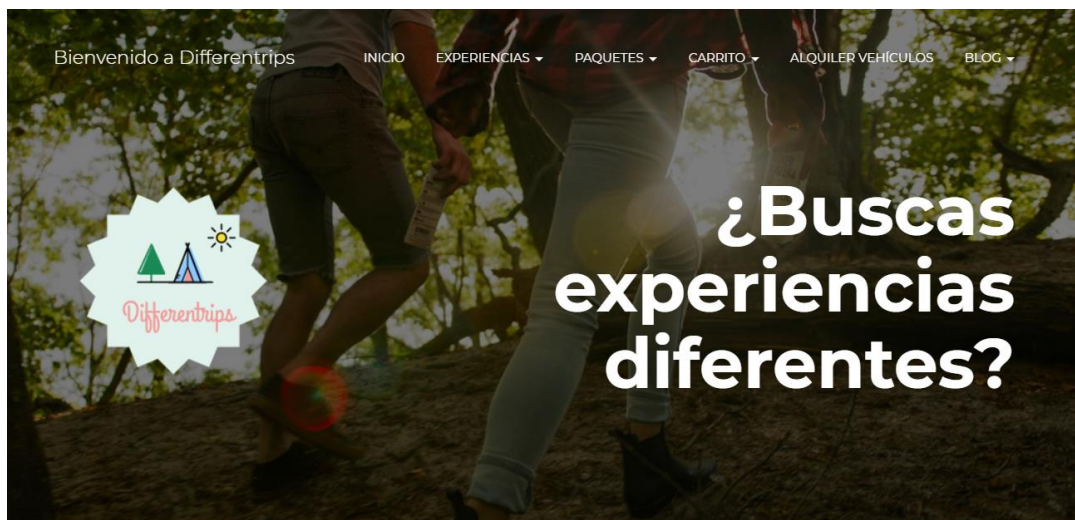 Bienvenido a Differentrips
INICIO EXPERIENCIAS PAQUETES CARRITO ALQUILER VEHÍCULOS BLOG
Differentrips
¿Buscas
experiencias
diferentes?